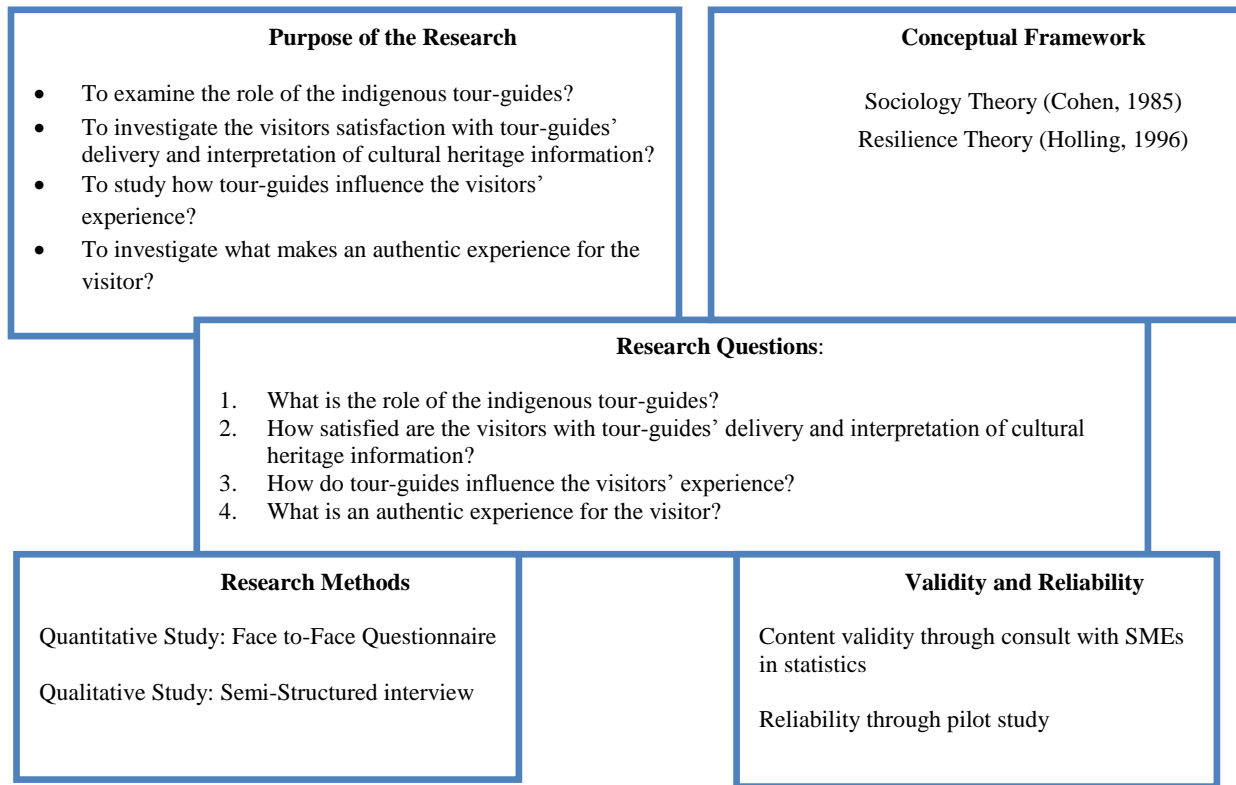 Purpose of the Research
• To examine the role of the indigenous tour-guides?
• To investigate the visitors satisfaction with tour-guides’
delivery and interpretation of cultural heritage information?
• To study how tour-guides influence the visitors’
experience?
• To investigate what makes an authentic experience for the
visitor?
Conceptual Framework
Sociology Theory (Cohen, 1985)
Resilience Theory (Holling, 1996)
Research Questions:
1. What is the role of the indigenous tour-guides?
2. How satisfied are the visitors with tour-guides’ delivery and interpretation of cultural
heritage information?
3. How do tour-guides influence the visitors’ experience?
4. What is an authentic experience for the visitor?
Research Methods
Quantitative Study: Face to-Face Questionnaire
Qualitative Study: Semi-Structured interview
Validity and Reliability
Content validity through consult with SMEs
in statistics
Reliability through pilot study